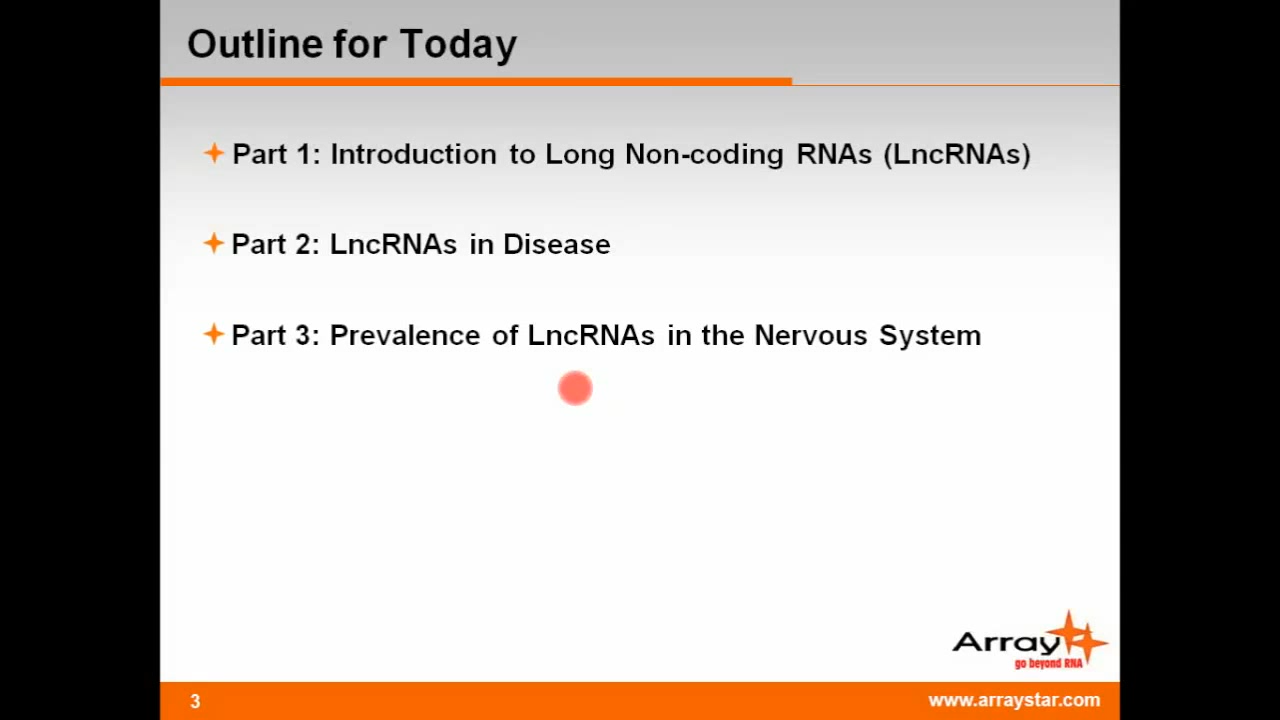 Outline for Today
Part 1: Introduction to Long Non-coding RNAs (LncRNAs)
Part 2: LncRNAs in Disease
Part 3: Prevalence of LncRNAs in the Nervous System
Array
go beyond RNA
3
www.arraystar.com